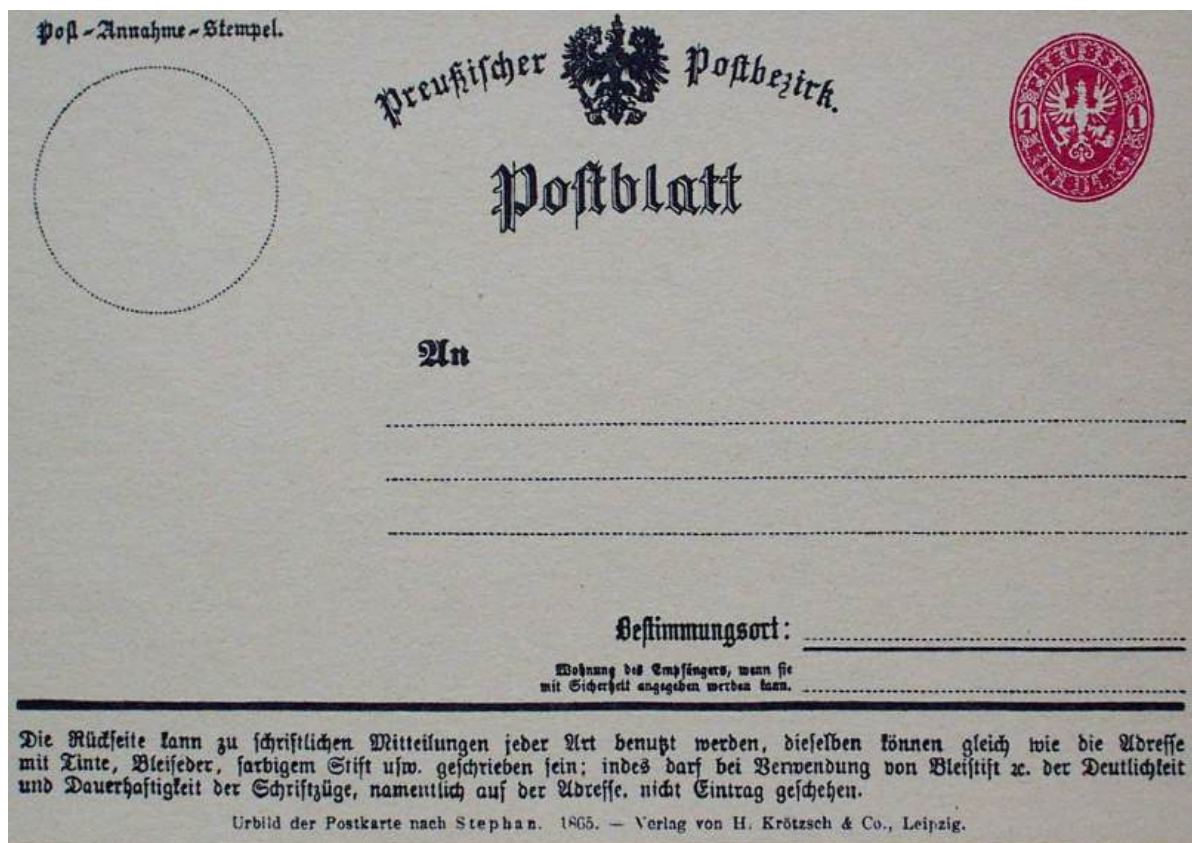 Post-Annahme-Stempel.
Preußischer Postbezirk.
1 1
Postblatt
An
Bestimmungsort:
Wohnung des Empfängers, wenn sie
mit Sicherheit angegeben werden kann.
Die Rückseite kann zu schriftlichen Mitteilungen jeder Art benutzt werden, dieselben können gleich wie die Adresse
mit Tinte, Bleifeder, farbigem Stift usw. geschrieben sein; indes darf bei Verwendung von Bleistift ꝛc. der Deutlichkeit
und Dauerhaftigkeit der Schriftzüge, namentlich auf der Adresse, nicht Eintrag geschehen.
Urbild der Postkarte nach Stephan. 1865. — Verlag von H. Krötzsch & Co., Leipzig.